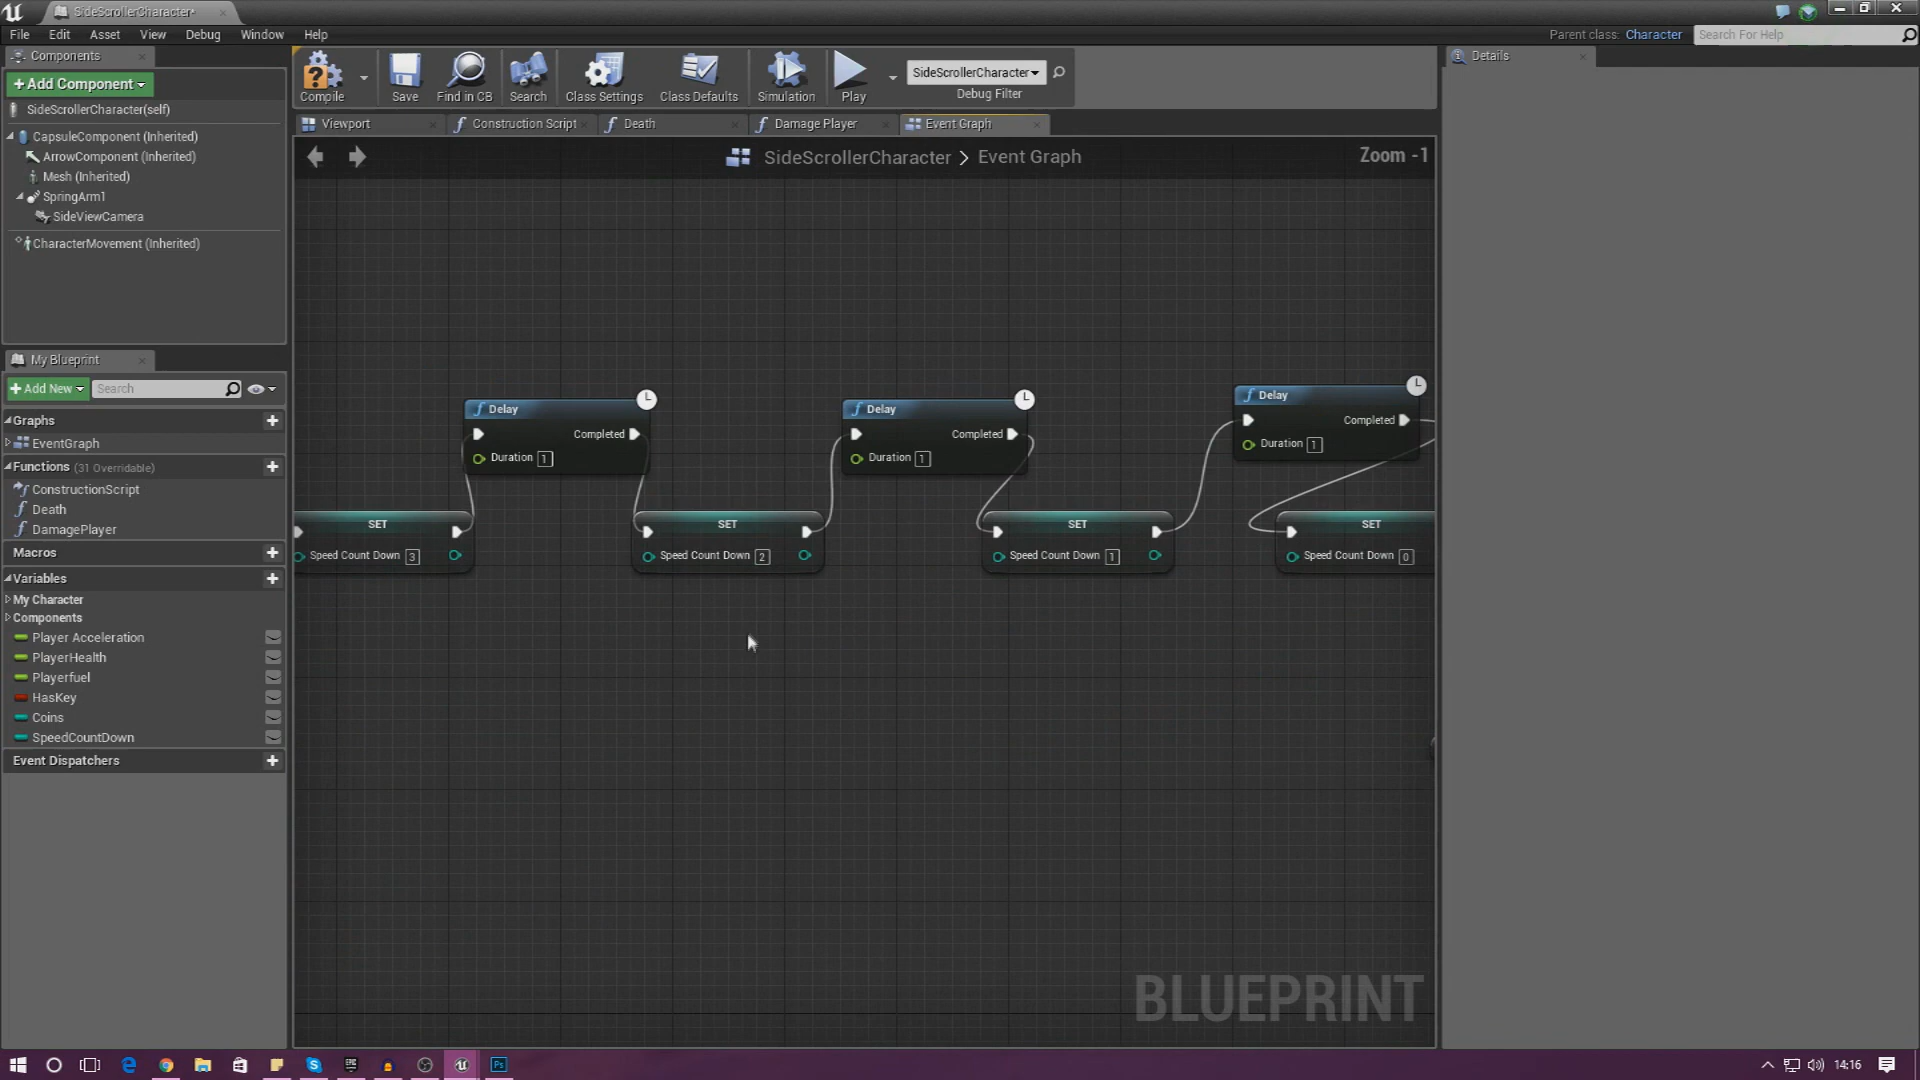 SideScrollerCharacter*
File Edit Asset View Debug Window Help
Parent class: Character
Search For Help
Components
+Add Component
SideScrollerCharacter(self)
CapsuleComponent (Inherited)
ArrowComponent (Inherited)
Mesh (Inherited)
SpringArm1
SideViewCamera
CharacterMovement (Inherited)
Compile
Save
Find in CB
Search
Class Settings
Class Defaults
Simulation
Play
SideScrollerCharacter
Debug Filter
Details
Viewport
Construction Script
Death
Damage Player
Event Graph
SideScrollerCharacter > Event Graph
Zoom -1
My Blueprint
+Add New
Search
Graphs
EventGraph
Functions (31 Overridable)
ConstructionScript
Death
DamagePlayer
Macros
Variables
My Character
Components
Player Acceleration
PlayerHealth
Playerfuel
HasKey
Coins
SpeedCountDown
Event Dispatchers
Delay
Completed
Duration 1
Delay
Completed
Duration 1
Delay
Completed
Duration 1
SET
Speed Count Down 3
SET
Speed Count Down 2
SET
Speed Count Down 1
SET
Speed Count Down 0
BLUEPRINT
14:16